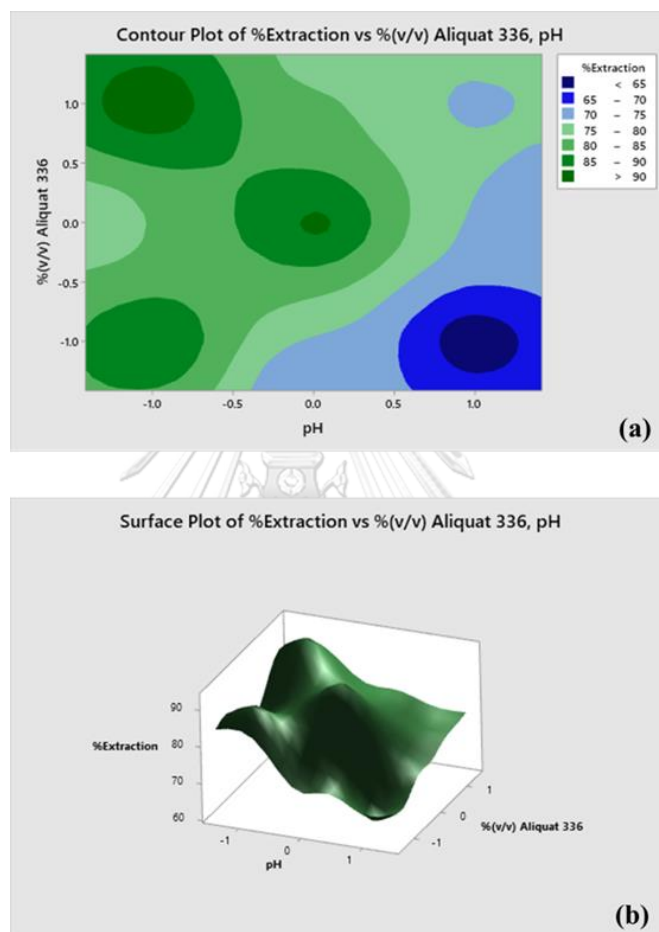 Contour Plot of %Extraction vs %(v/v) Aliquat 336, pH
%Extraction
< 65
65 – 70
70 – 75
75 – 80
80 – 85
85 – 90
> 90
1.0
0.5
0.0
-0.5
-1.0
%(v/v) Aliquat 336
-1.0 -0.5 0.0 0.5 1.0
pH
(a)
Surface Plot of %Extraction vs %(v/v) Aliquat 336, pH
90
%Extraction
80
70
60
-1 0 1
pH
1
0
-1
%(v/v) Aliquat 336
(b)